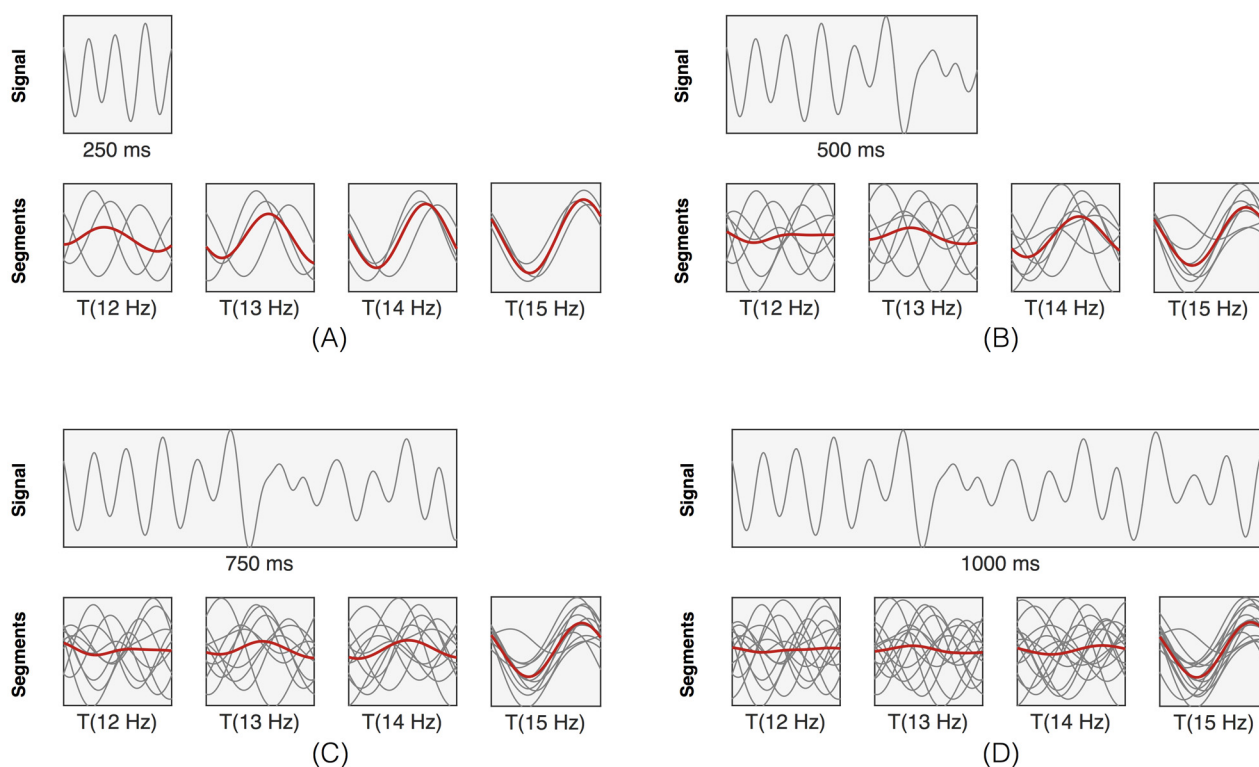 Signal
250 ms
Segments
T(12 Hz) T(13 Hz) T(14 Hz) T(15 Hz)
(A)
Signal
500 ms
Segments
T(12 Hz) T(13 Hz) T(14 Hz) T(15 Hz)
(B)
Signal
750 ms
Segments
T(12 Hz) T(13 Hz) T(14 Hz) T(15 Hz)
(C)
Signal
1000 ms
Segments
T(12 Hz) T(13 Hz) T(14 Hz) T(15 Hz)
(D)